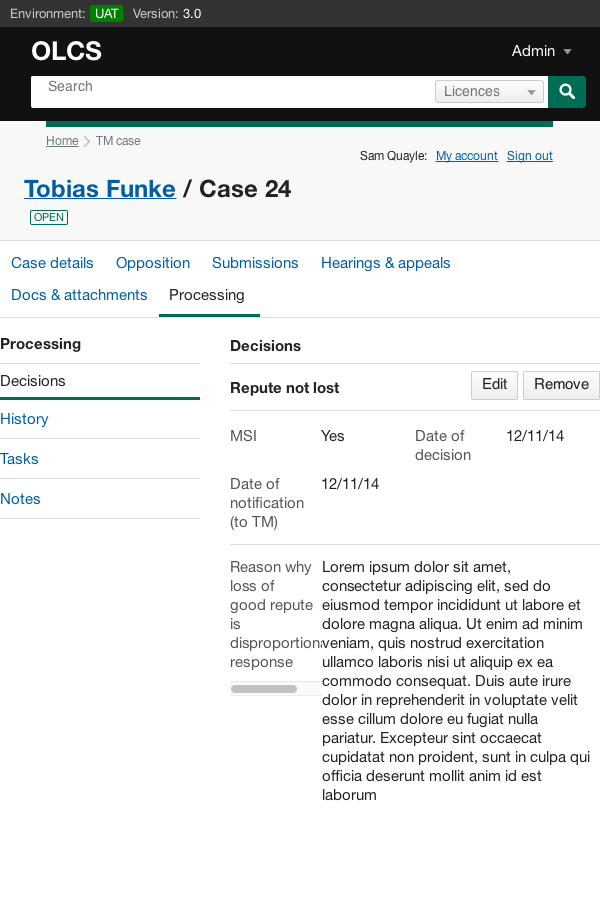 Environment: UAT Version: 3.0
OLCS
Admin
Search
Licences
Home TM case
Sam Quayle: My account Sign out
Tobias Funke / Case 24
OPEN
Case details Opposition Submissions Hearings & appeals
Docs & attachments Processing
Processing
Decisions
History
Tasks
Notes
Decisions
Repute not lost
Edit Remove
MSI Yes
Date of
decision
12/11/14
Date of
notification
(to TM)
12/11/14
Reason why
loss of
good repute
is
disproportiona
response
Lorem ipsum dolor sit amet,
consectetur adipiscing elit, sed do
eiusmod tempor incididunt ut labore et
dolore magna aliqua. Ut enim ad minim
veniam, quis nostrud exercitation
ullamco laboris nisi ut aliquip ex ea
commodo consequat. Duis aute irure
dolor in reprehenderit in voluptate velit
esse cillum dolore eu fugiat nulla
pariatur. Excepteur sint occaecat
cupidatat non proident, sunt in culpa qui
officia deserunt mollit anim id est
laborum